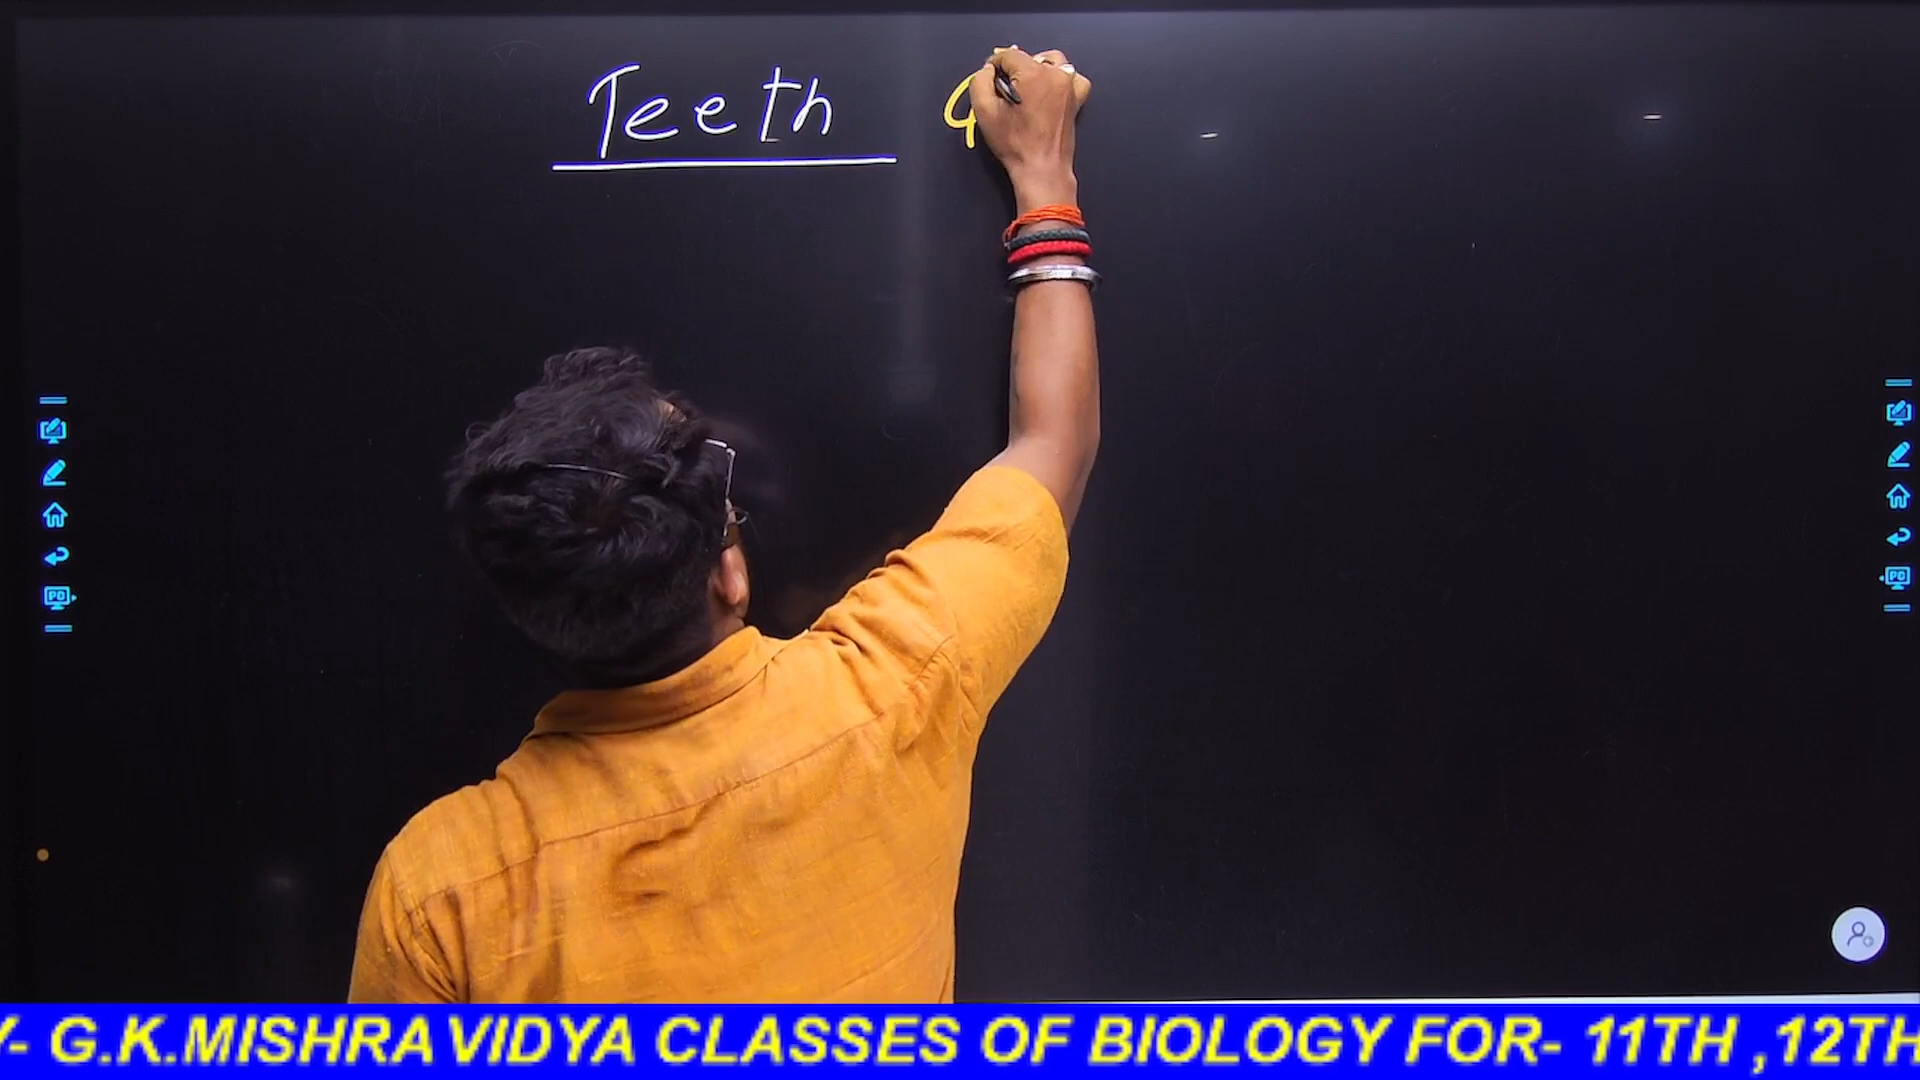 Teeth
Y- G.K.MISHRA VIDYA CLASSES OF BIOLOGY FOR- 11TH ,12TH